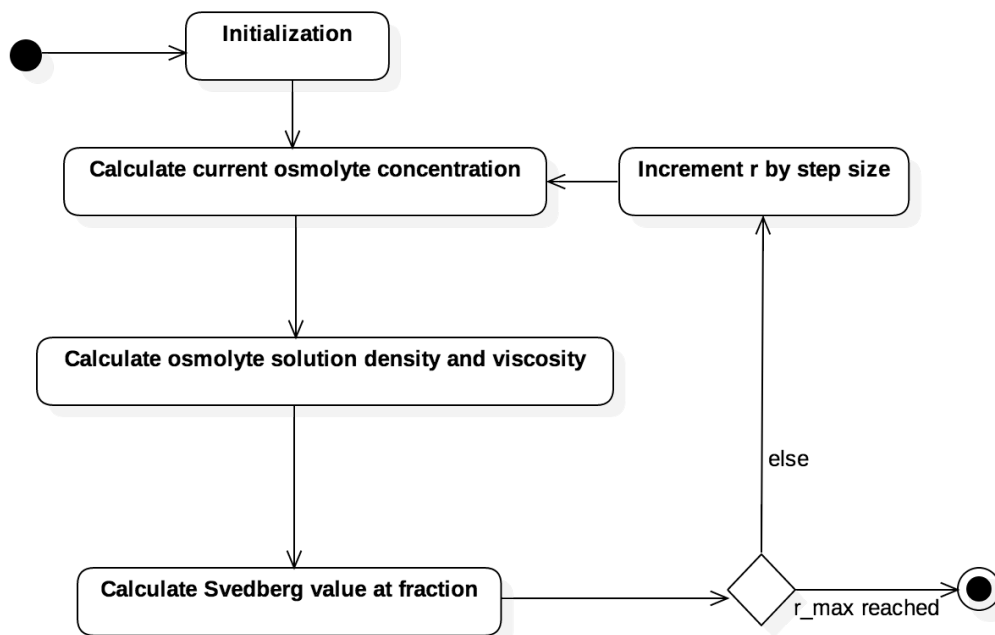 Initialization
Calculate current osmolyte concentration
Increment r by step size
Calculate osmolyte solution density and viscosity
else
Calculate Svedberg value at fraction
r_max reached